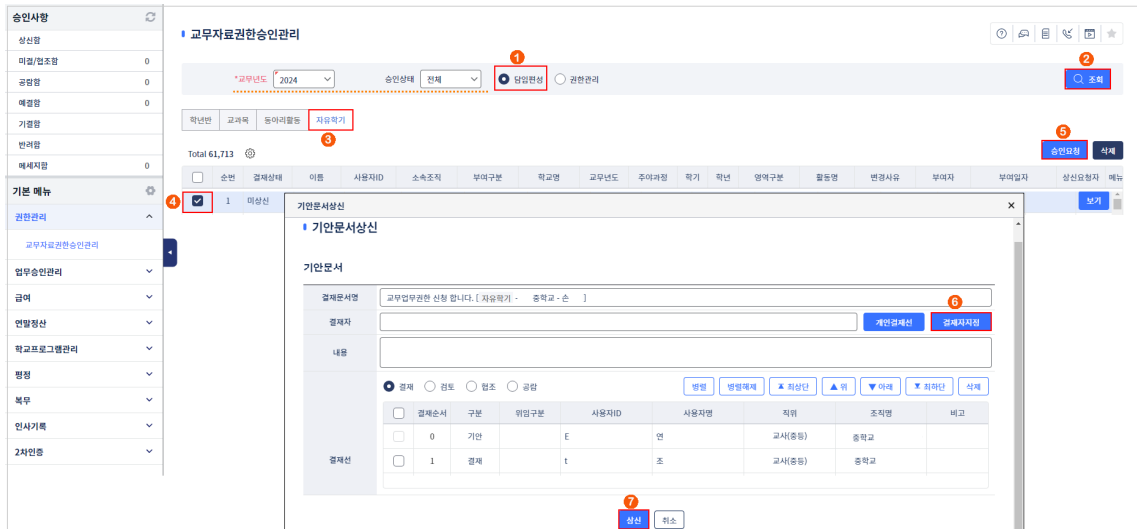 승인사항
상신함
미결/협조함 0
공람함 0
예결함 0
기결함
반려함
메세지함 0
기본 메뉴
권한관리
교무자료권한승인관리
업무승인관리
급여
연말정산
학교프로그램관리
평정
복무
인사기록
2차인증
교무자료권한승인관리
1
2
*교무년도 2024 승인상태 전체 담임편성 권한관리 조회
학년반 교과목 동아리활동 자유학기
3
5
Total 61,713 승인요청 삭제
순번 결재상태 이름 사용자ID 소속조직 부여구분 학교명 교무년도 주야과정 학기 학년 영역구분 활동명 변경사유 부여자 부여일자 상신요청자 메뉴
4 1 미상신 보기
기안문서상신
기안문서상신
기안문서
결재문서명 교무업무권한 신청 합니다. [ 자유학기 - 중학교 - 손 ]
6
결재자 개인결재선 결재자지정
내용
결재 검토 협조 공람 병렬 병렬해제 최상단 위 아래 최하단 삭제
결재순서 구분 위임구분 사용자ID 사용자명 직위 조직명 비고
0 기안 E 연 교사(중등) 중학교
결재선 1 결재 t 조 교사(중등) 중학교
7
상신 취소